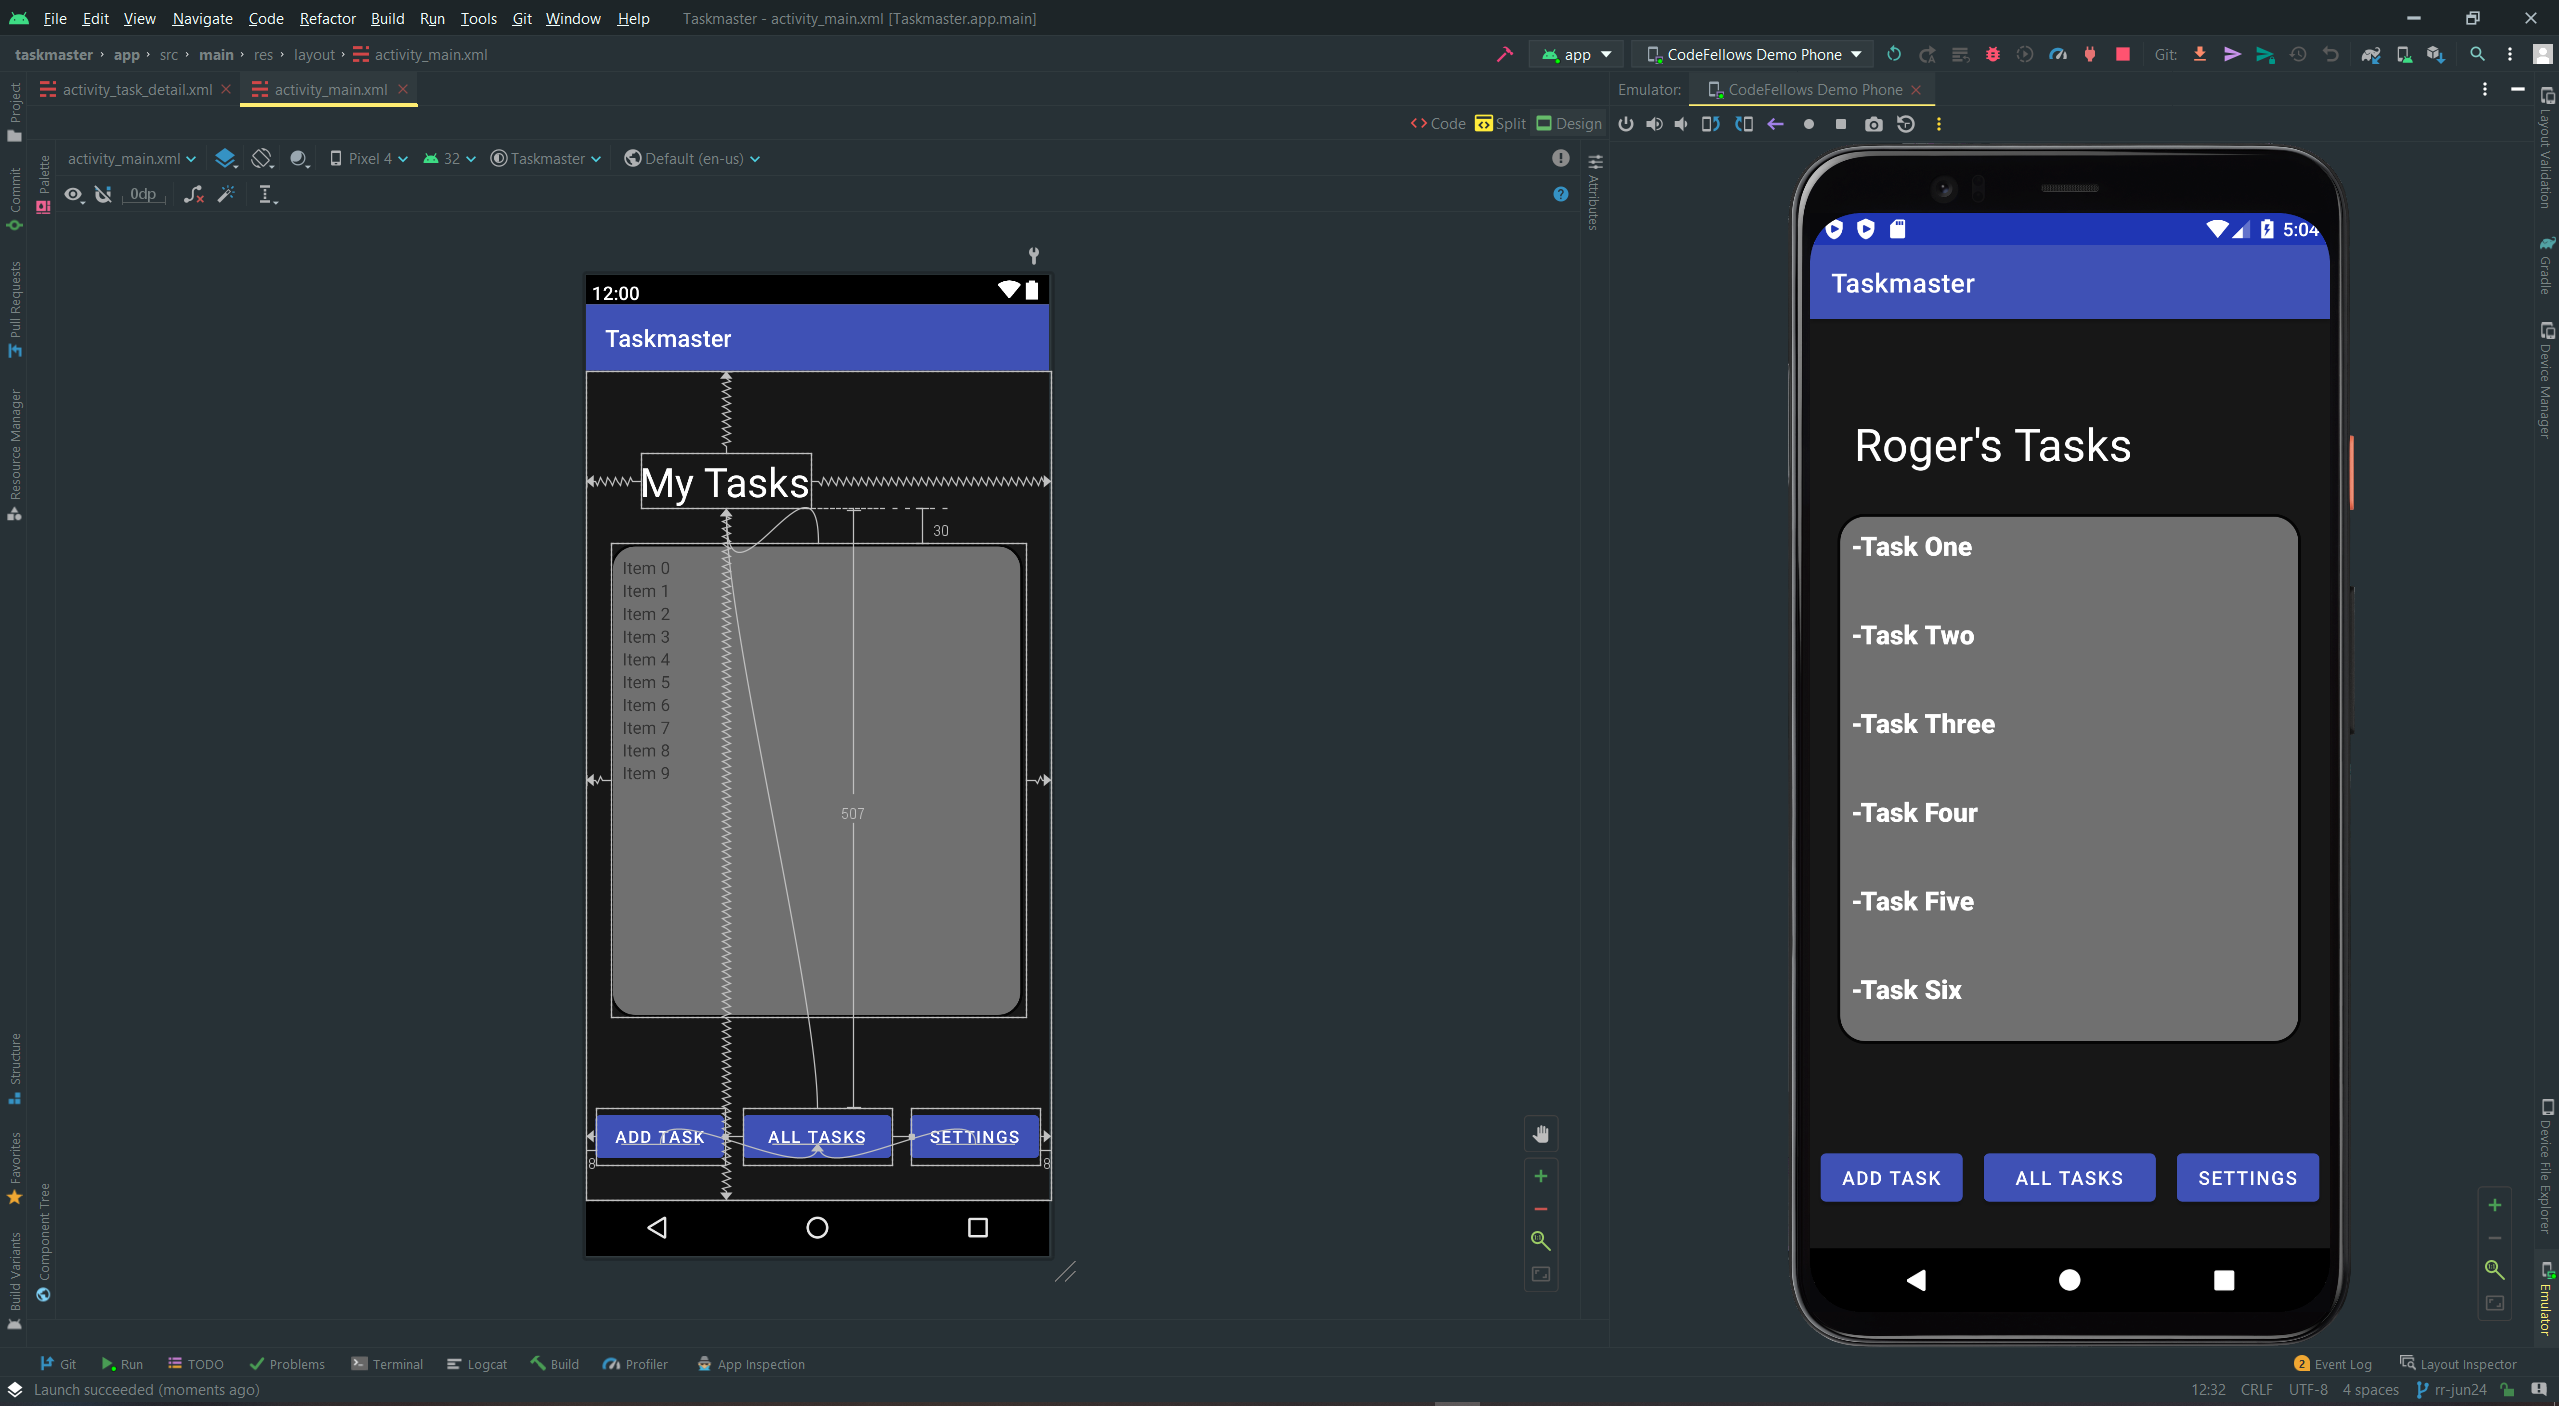 File Edit View Navigate Code Refactor Build Run Tools Git Window Help Taskmaster - activity_main.xml [Taskmaster.app.main]
taskmaster › app › src › main › res › layout › activity_main.xml
app
CodeFellows Demo Phone
Git:
activity_task_detail.xml
activity_main.xml
Emulator:
CodeFellows Demo Phone
Code
Split
Design
activity_main.xml
Pixel 4
32
Taskmaster
Default (en-us)
0dp
Project
Commit
Pull Requests
Resource Manager
Structure
Favorites
Build Variants
Palette
Component Tree
Attributes
12:00
Taskmaster
My Tasks
30
Item 0
Item 1
Item 2
Item 3
Item 4
Item 5
Item 6
Item 7
Item 8
Item 9
507
ADD TASK
ALL TASKS
SETTINGS
8
8
5:04
Taskmaster
Roger's Tasks
-Task One
-Task Two
-Task Three
-Task Four
-Task Five
-Task Six
ADD TASK
ALL TASKS
SETTINGS
Layout Validation
Gradle
Device Manager
Device File Explorer
Emulator
Git
Run
TODO
Problems
Terminal
Logcat
Build
Profiler
App Inspection
2 Event Log
Layout Inspector
Launch succeeded (moments ago)
12:32 CRLF UTF-8 4 spaces rr-jun24